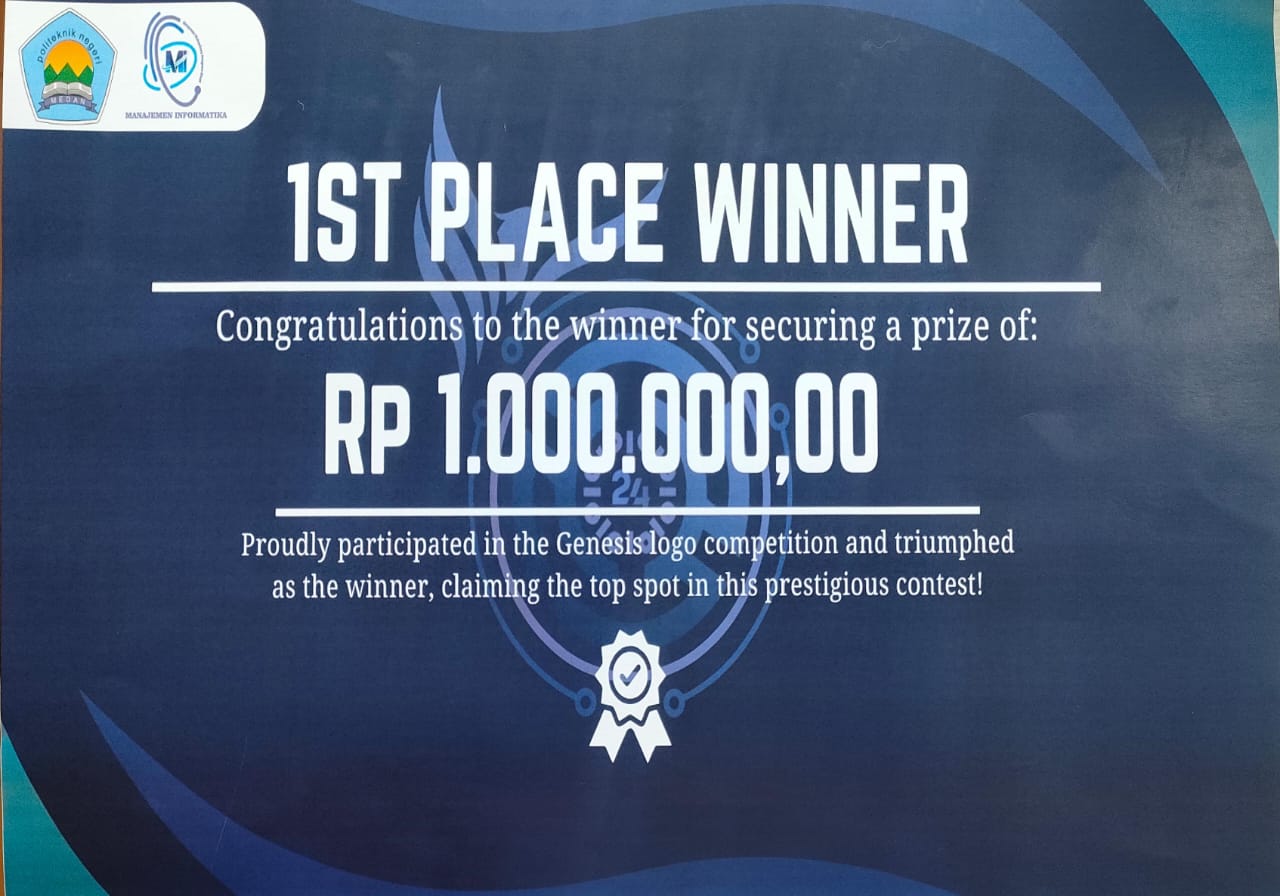 politeknik negeri
MEDAN
M
MANAJEMEN INFORMATIKA
1ST PLACE WINNER
Congratulations to the winner for securing a prize of:
Rp 1.000.000,00
24
Proudly participated in the Genesis logo competition and triumphed
as the winner, claiming the top spot in this prestigious contest!